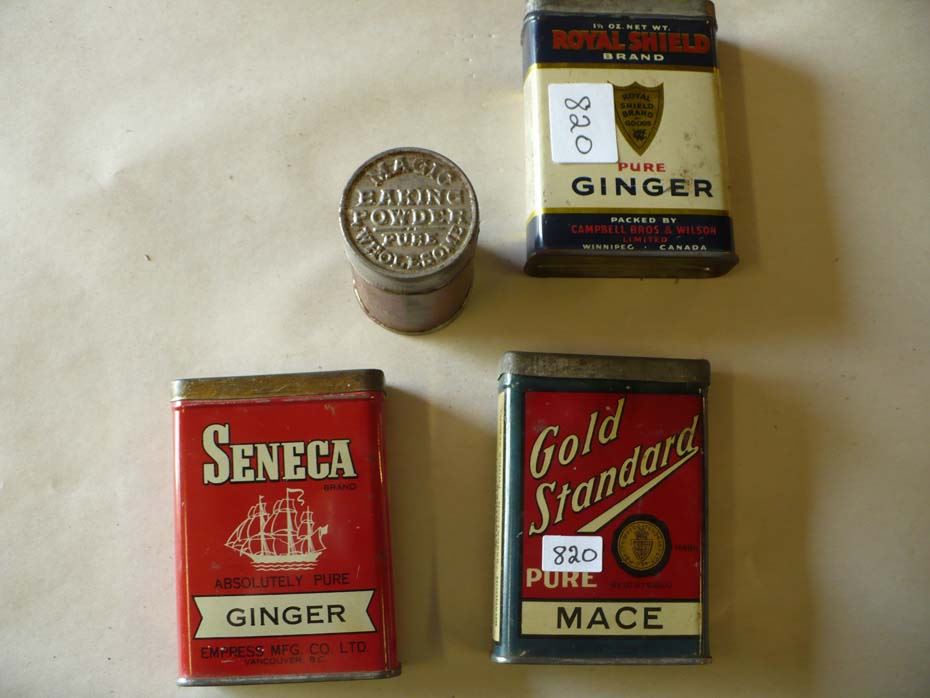 1½ OZ. NET WT.
ROYAL SHIELD
BRAND
ROYAL
SHIELD
BRAND
GOODS
820
PURE
GINGER
PACKED BY
CAMPBELL BROS. & WILSON
LIMITED
WINNIPEG · CANADA
MAGIC
BAKING
POWDER
PURE
WHOLESOME
SENECA
BRAND
ABSOLUTELY PURE
GINGER
EMPRESS MFG. CO. LTD.
VANCOUVER, B.C.
Gold
Standard
820
PURE
MACE